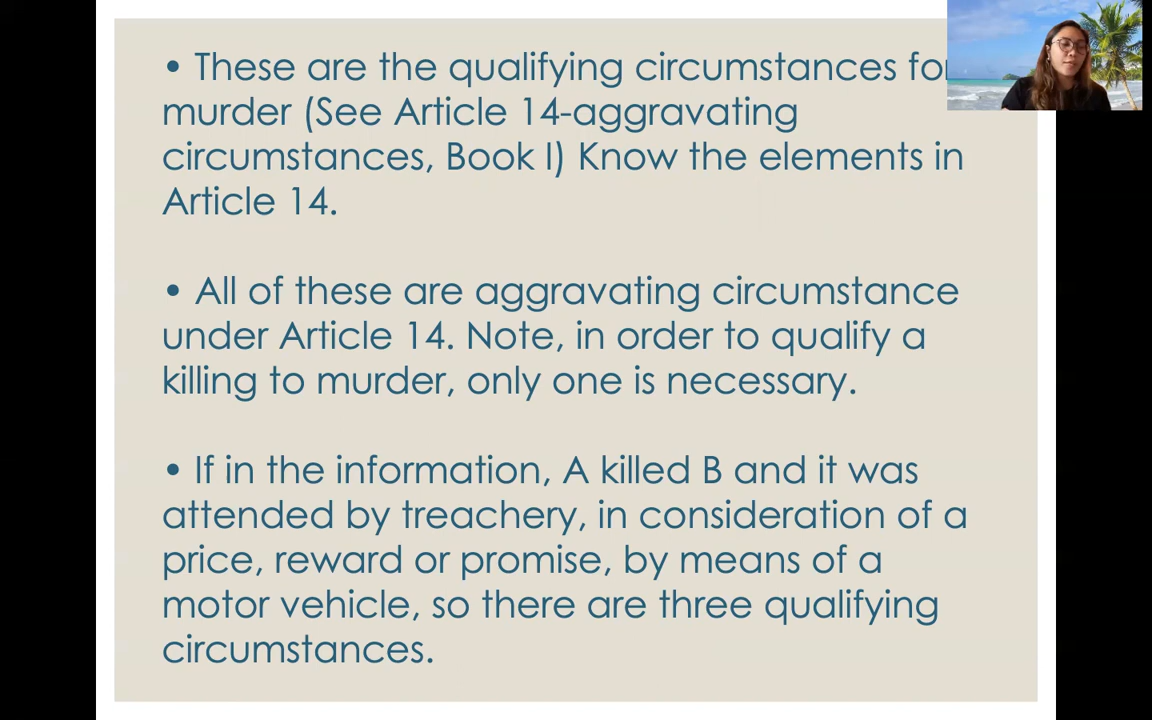 • These are the qualifying circumstances for
murder (See Article 14-aggravating
circumstances, Book I) Know the elements in
Article 14.
• All of these are aggravating circumstance
under Article 14. Note, in order to qualify a
killing to murder, only one is necessary.
• If in the information, A killed B and it was
attended by treachery, in consideration of a
price, reward or promise, by means of a
motor vehicle, so there are three qualifying
circumstances.